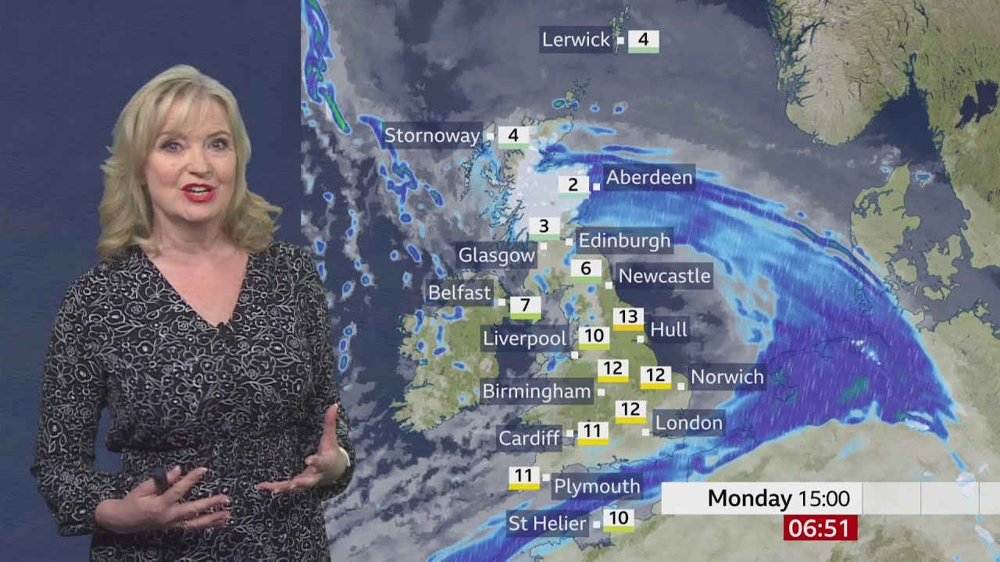 Lerwick 4
Stornoway 4
2 Aberdeen
3
Edinburgh
Glasgow
6
Newcastle
Belfast
7
13
Hull
Liverpool 10
12
12 Norwich
Birmingham
12
London
Cardiff 11
11
Plymouth
Monday 15:00
St Helier 10
06:51